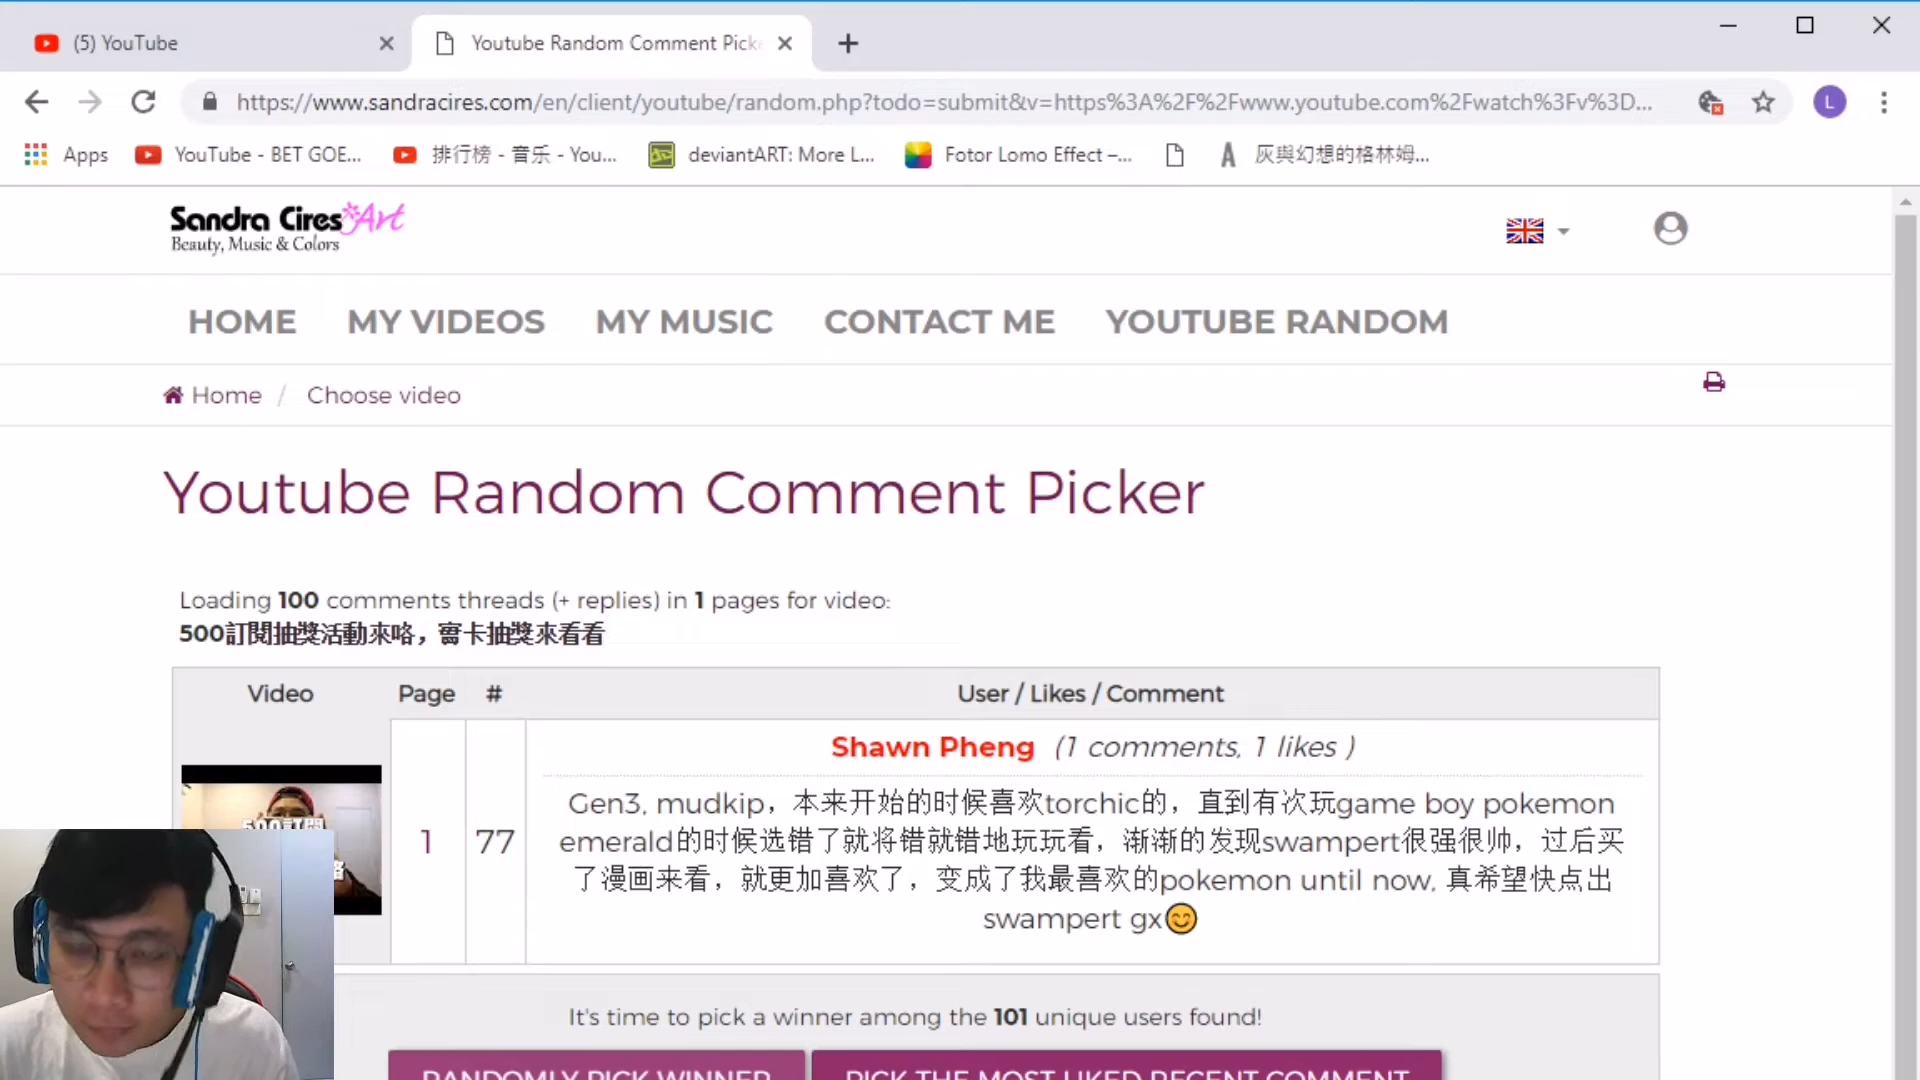 (5) YouTube
Youtube Random Comment Pick
https://www.sandracires.com/en/client/youtube/random.php?todo=submit&v=https%3A%2F%2Fwww.youtube.com%2Fwatch%3Fv%3D...
L
Apps
YouTube - BET GOE...
排行榜 - 音乐 - You...
deviantART: More L...
Fotor Lomo Effect –...
灰與幻想的格林姆...
Sandra Cires Art
Beauty, Music & Colors
HOME MY VIDEOS MY MUSIC CONTACT ME YOUTUBE RANDOM
Home / Choose video
Youtube Random Comment Picker
Loading 100 comments threads (+ replies) in 1 pages for video:
500訂閱抽獎活動來咯，寶卡抽獎來看看
Video Page # User / Likes / Comment
Shawn Pheng (1 comments, 1 likes )
1 77
Gen3, mudkip，本来开始的时候喜欢torchic的，直到有次玩game boy pokemon
emerald的时候选错了就将错就错地玩玩看，渐渐的发现swampert很强很帅，过后买
了漫画来看，就更加喜欢了，变成了我最喜欢的pokemon until now, 真希望快点出
swampert gx😊
It's time to pick a winner among the 101 unique users found!
RANDOMLY PICK WINNER
PICK THE MOST LIKED RECENT COMMENT